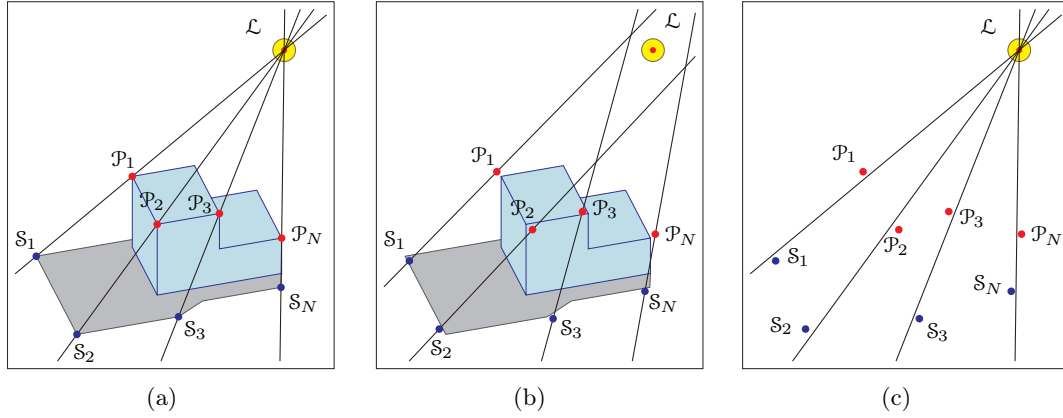 ℒ
𝒫1
𝒫2
𝒫3
𝒫N
𝒮1
𝒮2
𝒮3
𝒮N
(a)
ℒ
𝒫1
𝒫2
𝒫3
𝒫N
𝒮1
𝒮2
𝒮3
𝒮N
(b)
ℒ
𝒫1
𝒫2
𝒫3
𝒫N
𝒮1
𝒮2
𝒮3
𝒮N
(c)